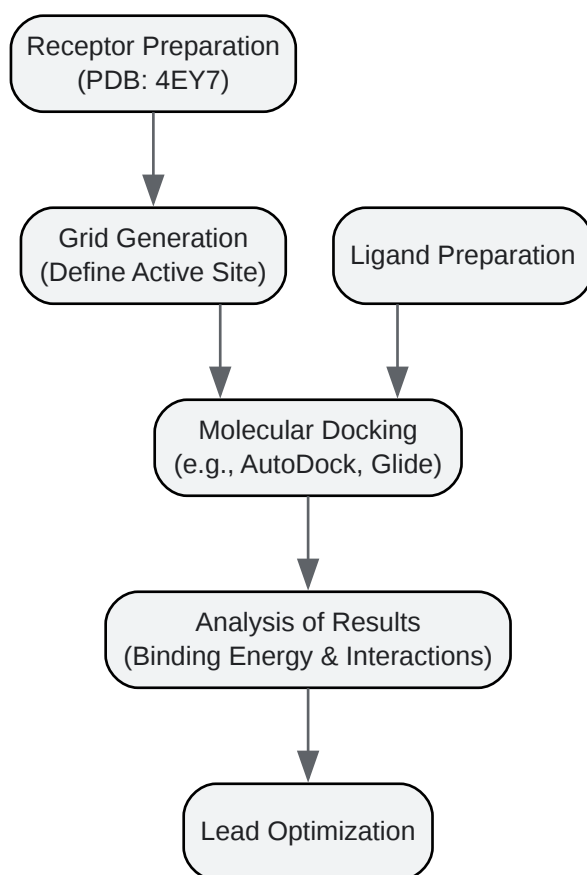 Receptor Preparation
(PDB: 4EY7)
Grid Generation
(Define Active Site)
Ligand Preparation
Molecular Docking
(e.g., AutoDock, Glide)
Analysis of Results
(Binding Energy & Interactions)
Lead Optimization